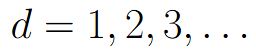 d = 1, 2, 3, . . .